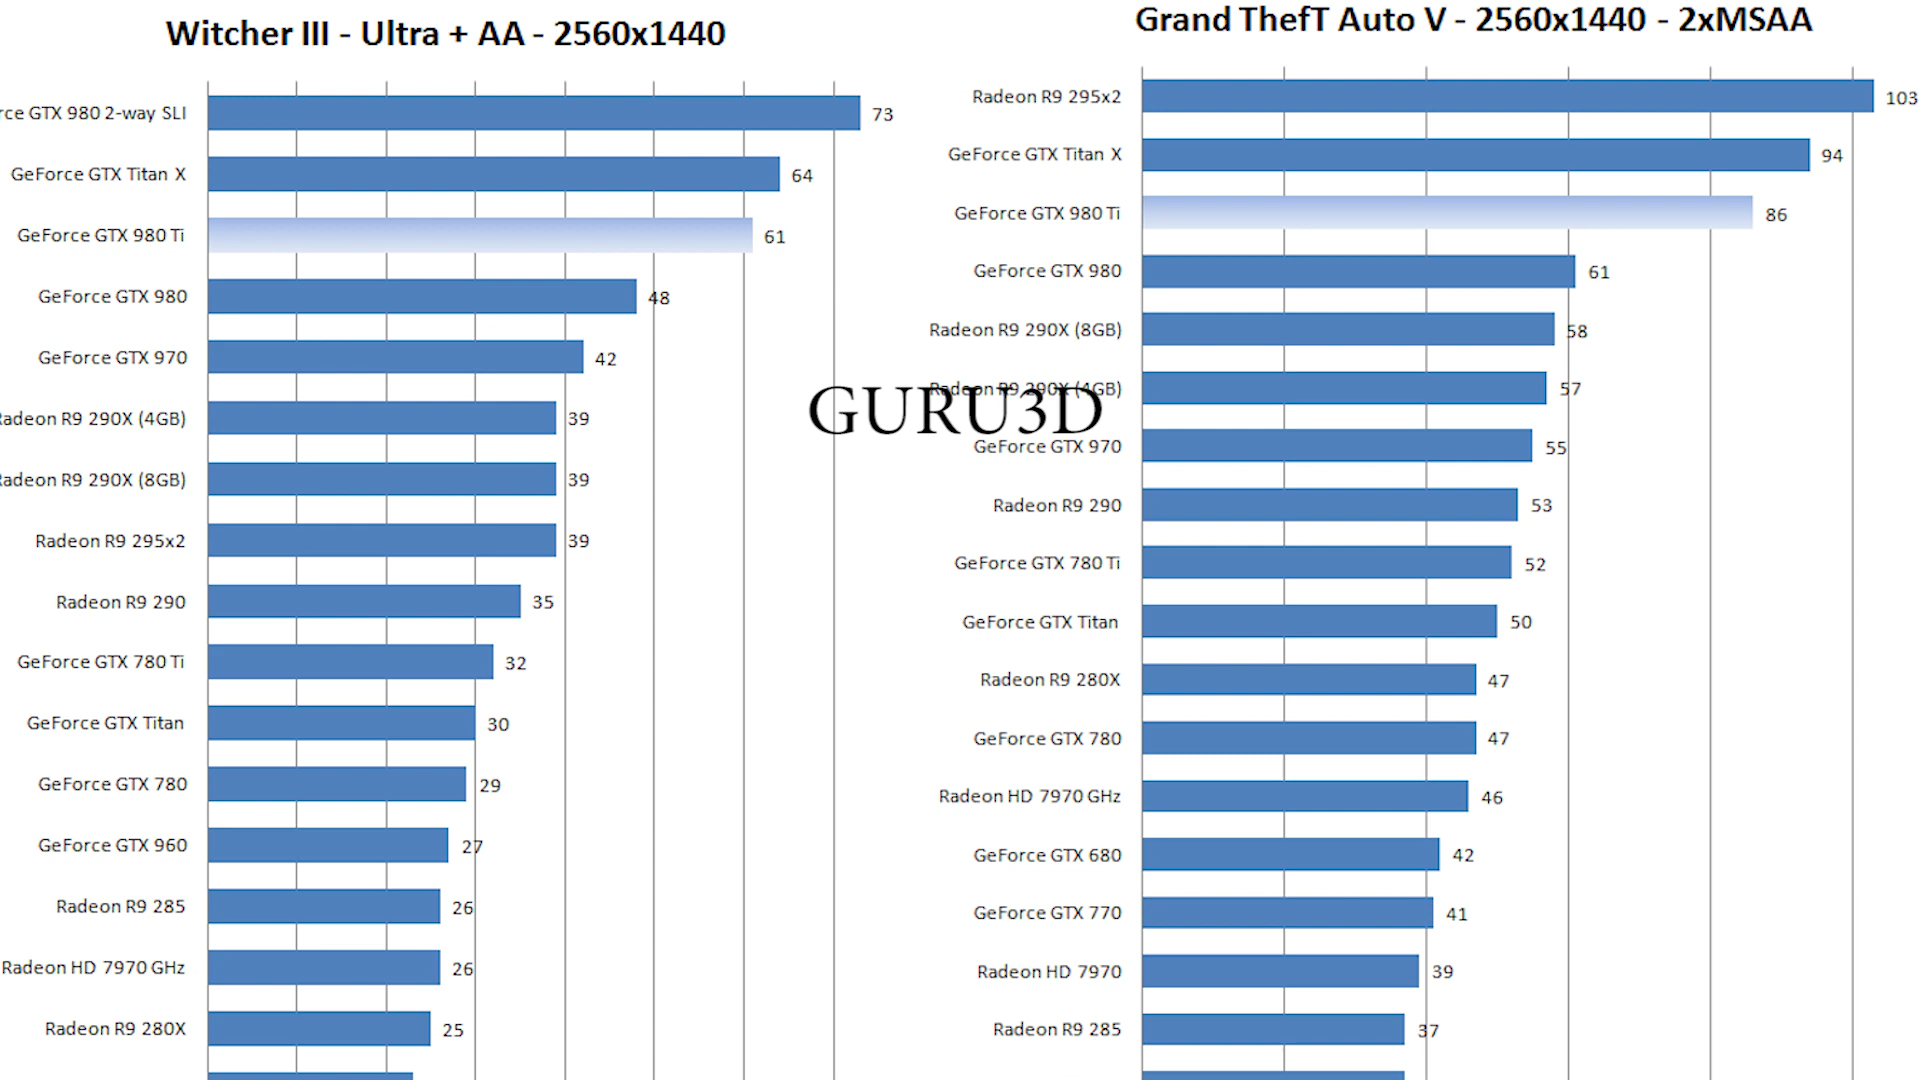 Witcher III - Ultra + AA - 2560x1440
rce GTX 980 2-way SLI 73
GeForce GTX Titan X 64
GeForce GTX 980 Ti 61
GeForce GTX 980 48
GeForce GTX 970 42
Radeon R9 290X (4GB) 39
Radeon R9 290X (8GB) 39
Radeon R9 295x2 39
Radeon R9 290 35
GeForce GTX 780 Ti 32
GeForce GTX Titan 30
GeForce GTX 780 29
GeForce GTX 960 27
Radeon R9 285 26
Radeon HD 7970 GHz 26
Radeon R9 280X 25
GURU3D
Grand ThefT Auto V - 2560x1440 - 2xMSAA
Radeon R9 295x2 103
GeForce GTX Titan X 94
GeForce GTX 980 Ti 86
GeForce GTX 980 61
Radeon R9 290X (8GB) 58
Radeon R9 290X (4GB) 57
GeForce GTX 970 55
Radeon R9 290 53
GeForce GTX 780 Ti 52
GeForce GTX Titan 50
Radeon R9 280X 47
GeForce GTX 780 47
Radeon HD 7970 GHz 46
GeForce GTX 680 42
GeForce GTX 770 41
Radeon HD 7970 39
Radeon R9 285 37